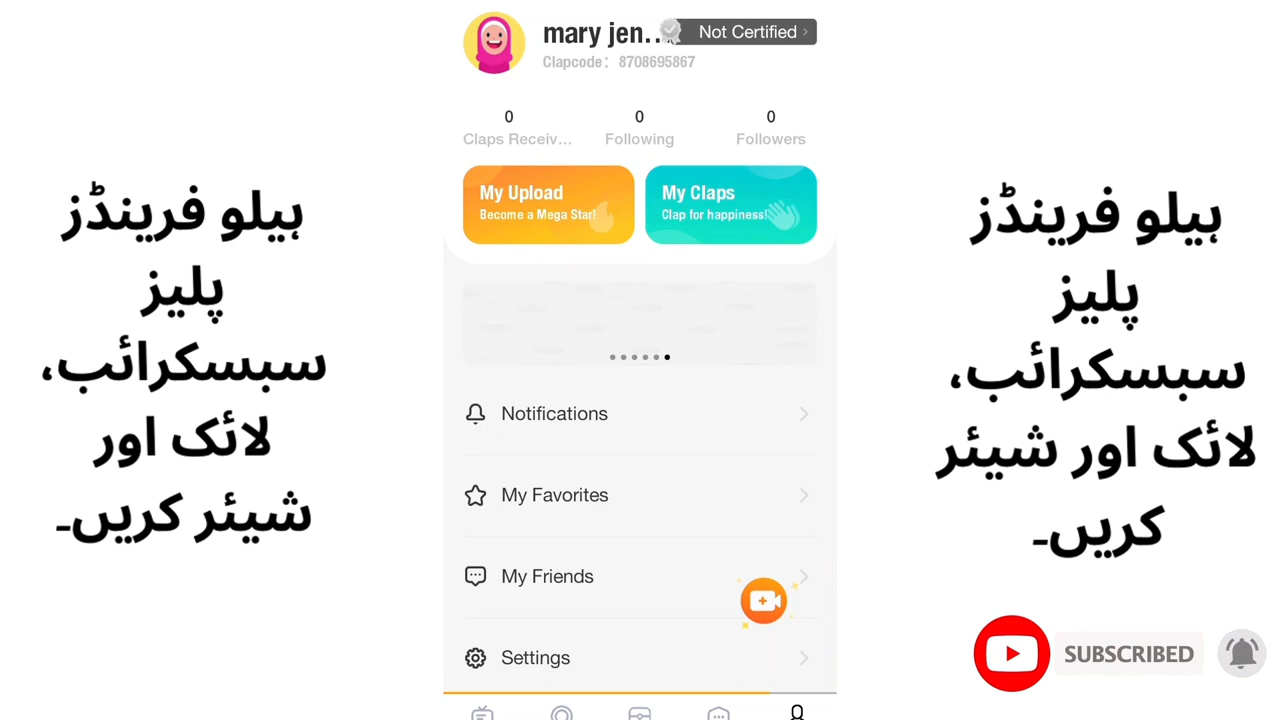 mary jen...
Not Certified
Clapcode: 8708695867
0
0
0
Claps Receiv...
Following
Followers
My Upload
Become a Mega Star!
My Claps
Clap for happiness!
Notifications
My Favorites
My Friends
Settings
ہیلو فرینڈز
پلیز
سبسکرائب،
لائک اور
شیئر کریں۔
ہیلو فرینڈز
پلیز
سبسکرائب،
لائک اور شیئر
کریں۔
SUBSCRIBED